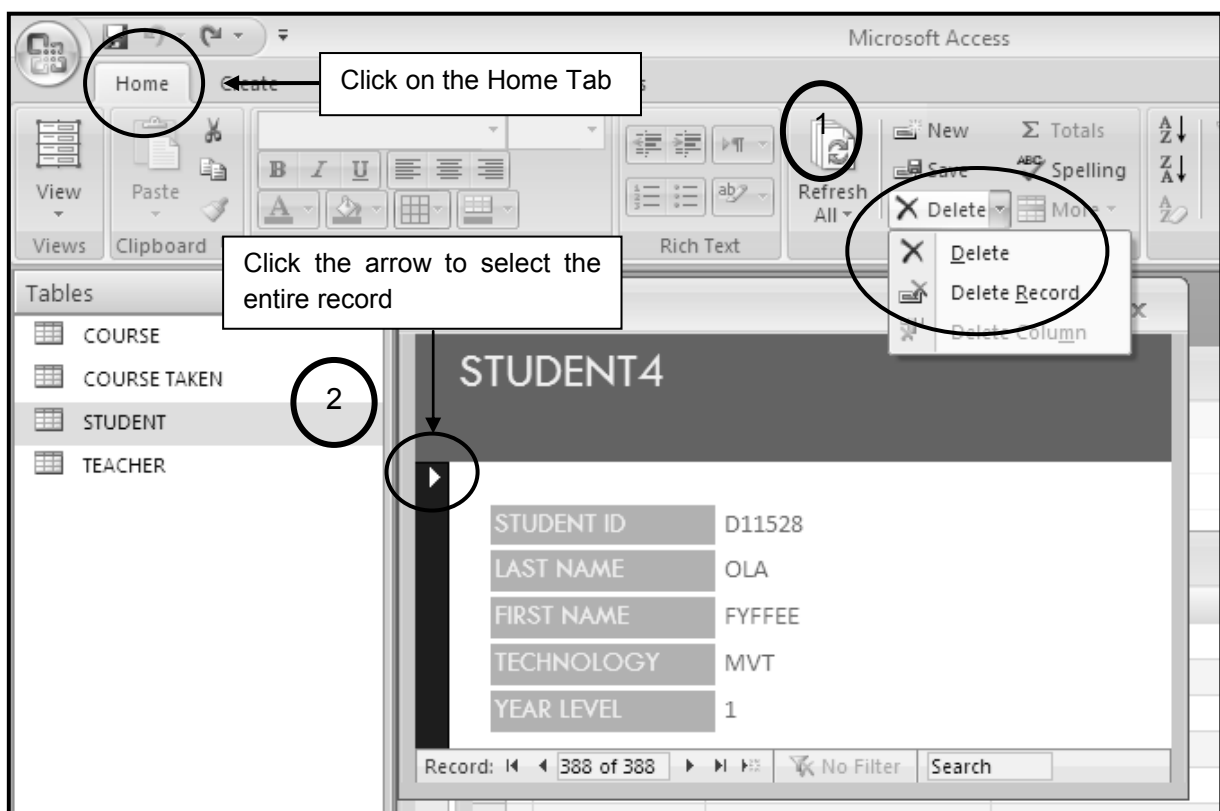 Microsoft Access
Home
Click on the Home Tab
1
View
Paste
B I U
A
ab
Refresh
All
New
Save
Delete
Σ Totals
ABC
Spelling
More
A
Z
Z
A
A
Z
Views
Clipboard
Rich Text
Delete
Delete Record
Delete Column
Click the arrow to select the
entire record
Tables
COURSE
COURSE TAKEN
STUDENT
TEACHER
2
STUDENT4
STUDENT ID D11528
LAST NAME OLA
FIRST NAME FYFFEE
TECHNOLOGY MVT
YEAR LEVEL 1
Record: 388 of 388 No Filter Search